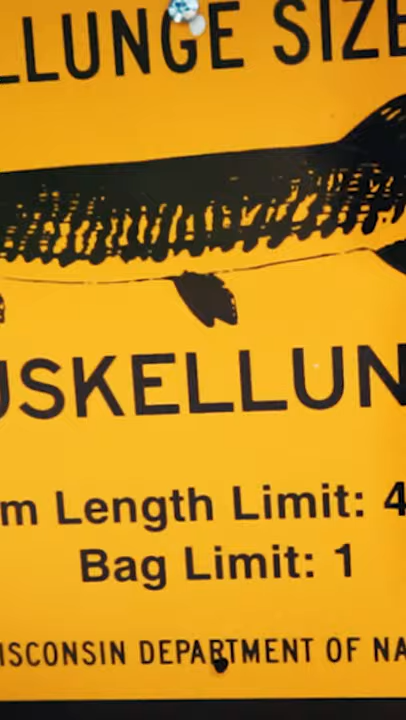 LLUNGE SIZE
USKELLUN
m Length Limit: 4
Bag Limit: 1
ISCONSIN DEPARTMENT OF NA